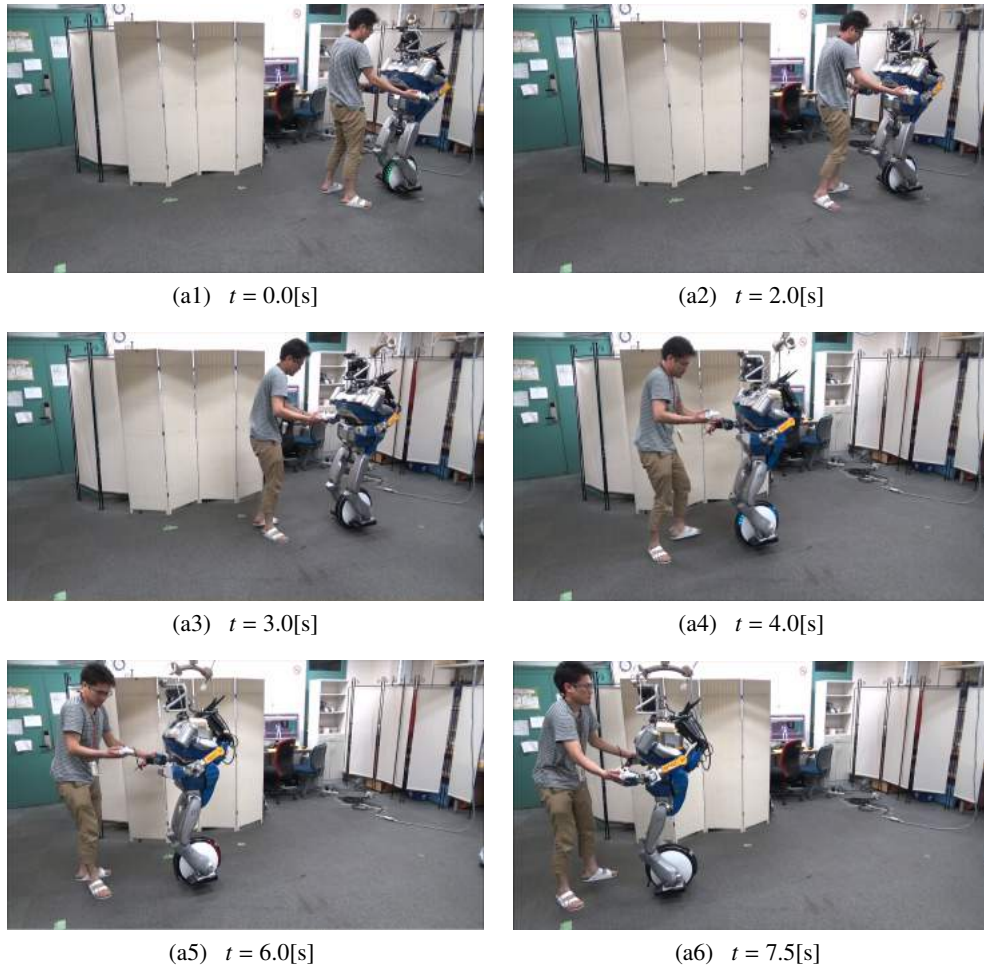 (a1) t = 0.0[s]
(a2) t = 2.0[s]
(a3) t = 3.0[s]
(a4) t = 4.0[s]
(a5) t = 6.0[s]
(a6) t = 7.5[s]